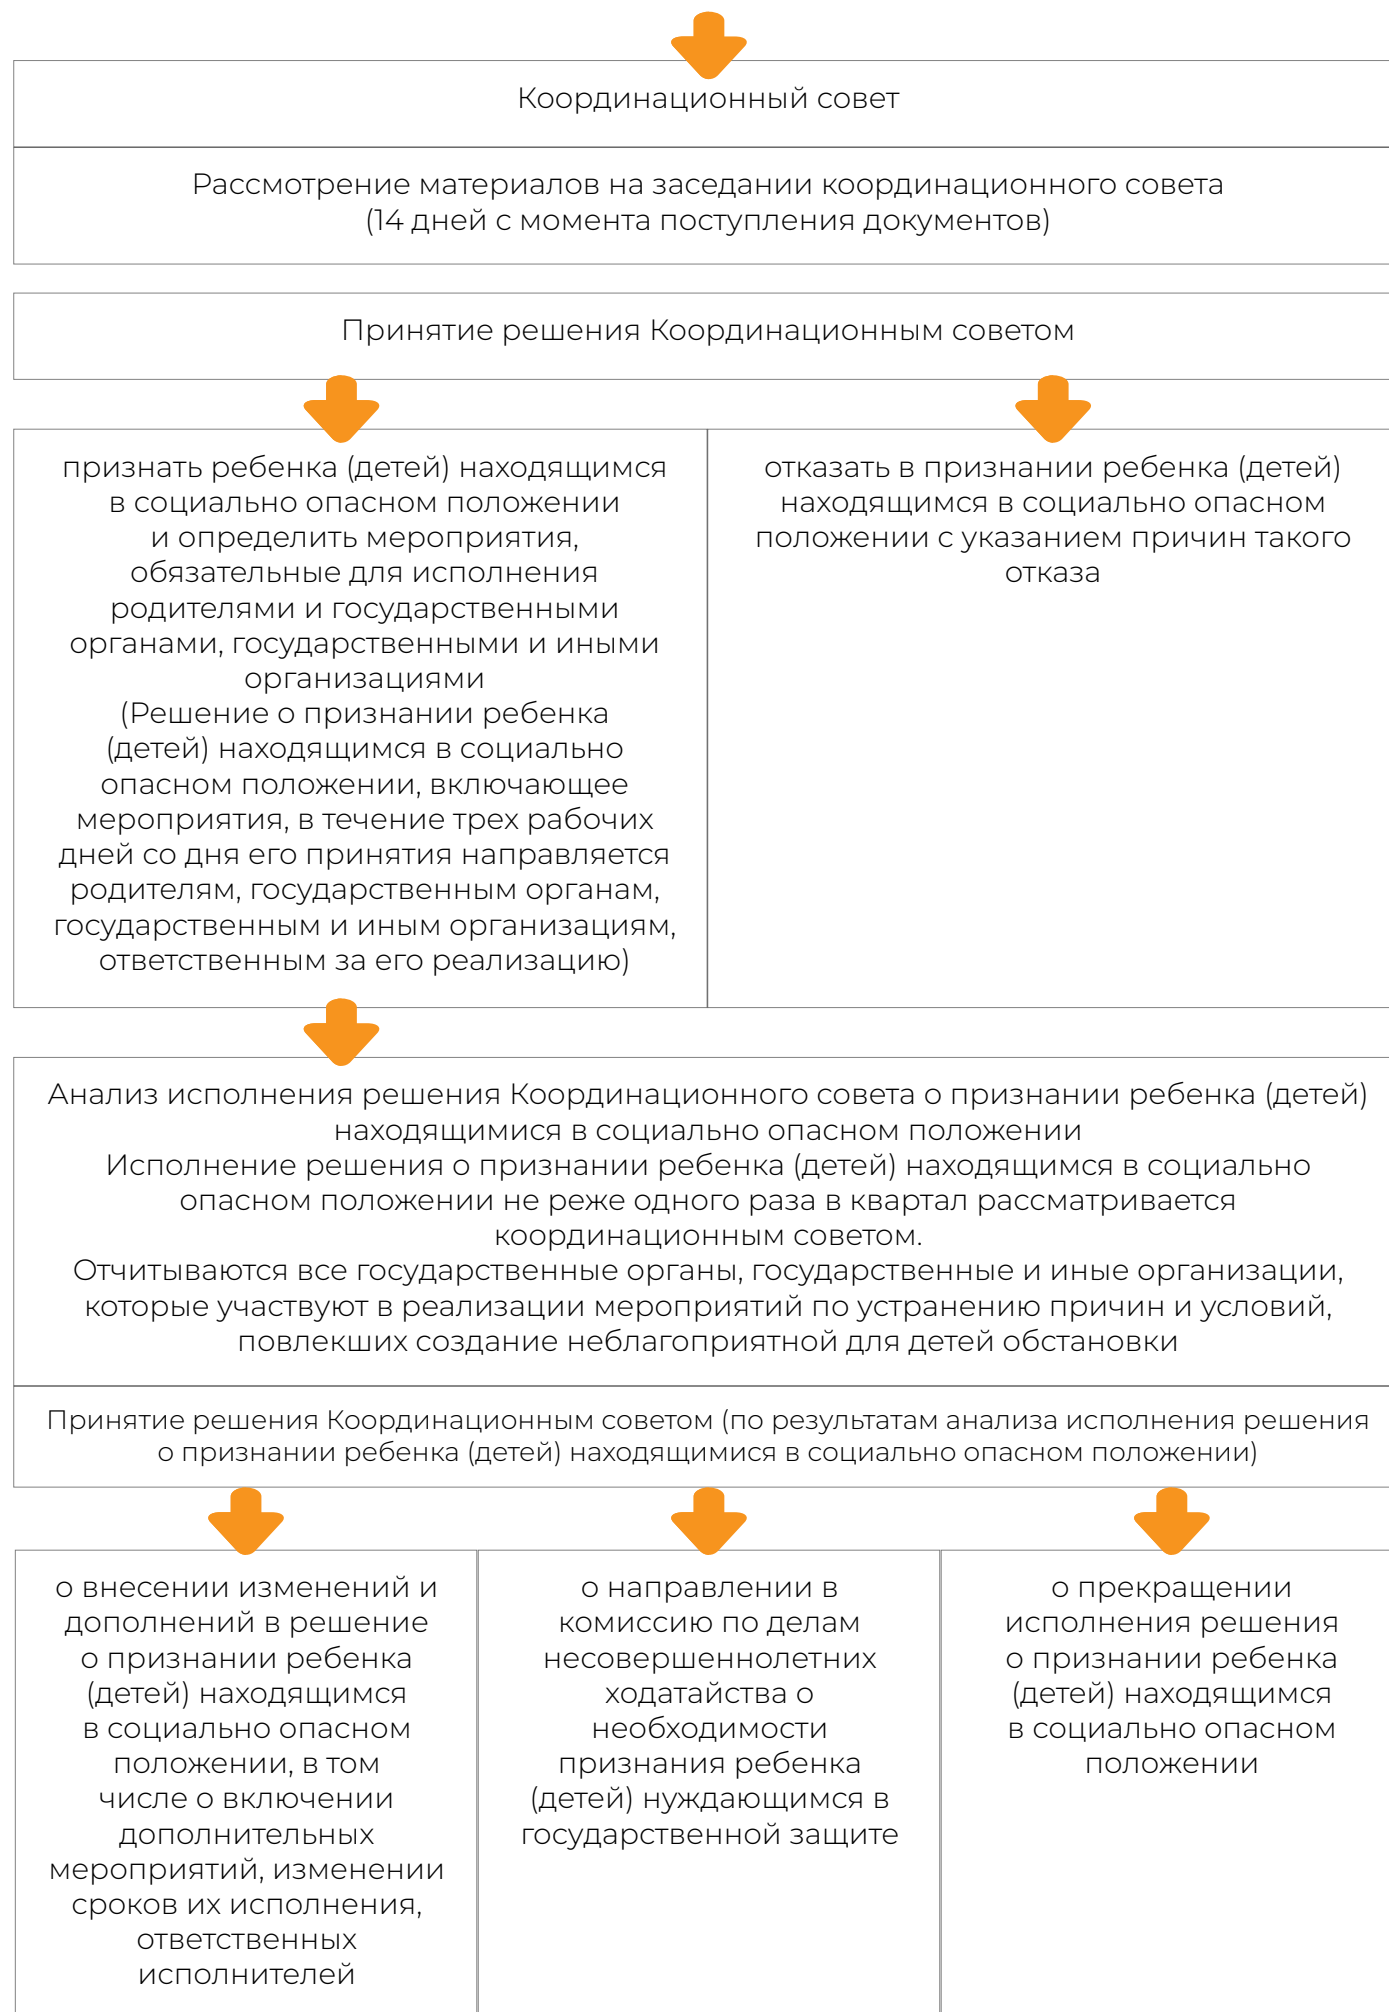 Координационный совет
Рассмотрение материалов на заседании координационного совета
(14 дней с момента поступления документов)
Принятие решения Координационным советом
признать ребенка (детей) находящимся
в социально опасном положении
и определить мероприятия,
обязательные для исполнения
родителями и государственными
органами, государственными и иными
организациями
(Решение о признании ребенка
(детей) находящимся в социально
опасном положении, включающее
мероприятия, в течение трех рабочих
дней со дня его принятия направляется
родителям, государственным органам,
государственным и иным организациям,
ответственным за его реализацию)
отказать в признании ребенка (детей)
находящимся в социально опасном
положении с указанием причин такого
отказа
Анализ исполнения решения Координационного совета о признании ребенка (детей)
находящимися в социально опасном положении
Исполнение решения о признании ребенка (детей) находящимся в социально
опасном положении не реже одного раза в квартал рассматривается
координационным советом.
Отчитываются все государственные органы, государственные и иные организации,
которые участвуют в реализации мероприятий по устранению причин и условий,
повлекших создание неблагоприятной для детей обстановки
Принятие решения Координационным советом (по результатам анализа исполнения решения
о признании ребенка (детей) находящимися в социально опасном положении)
о внесении изменений и
дополнений в решение
о признании ребенка
(детей) находящимся
в социально опасном
положении, в том
числе о включении
дополнительных
мероприятий, изменении
сроков их исполнения,
ответственных
исполнителей
о направлении в
комиссию по делам
несовершеннолетних
ходатайства о
необходимости
признания ребенка
(детей) нуждающимся в
государственной защите
о прекращении
исполнения решения
о признании ребенка
(детей) находящимся
в социально опасном
положении